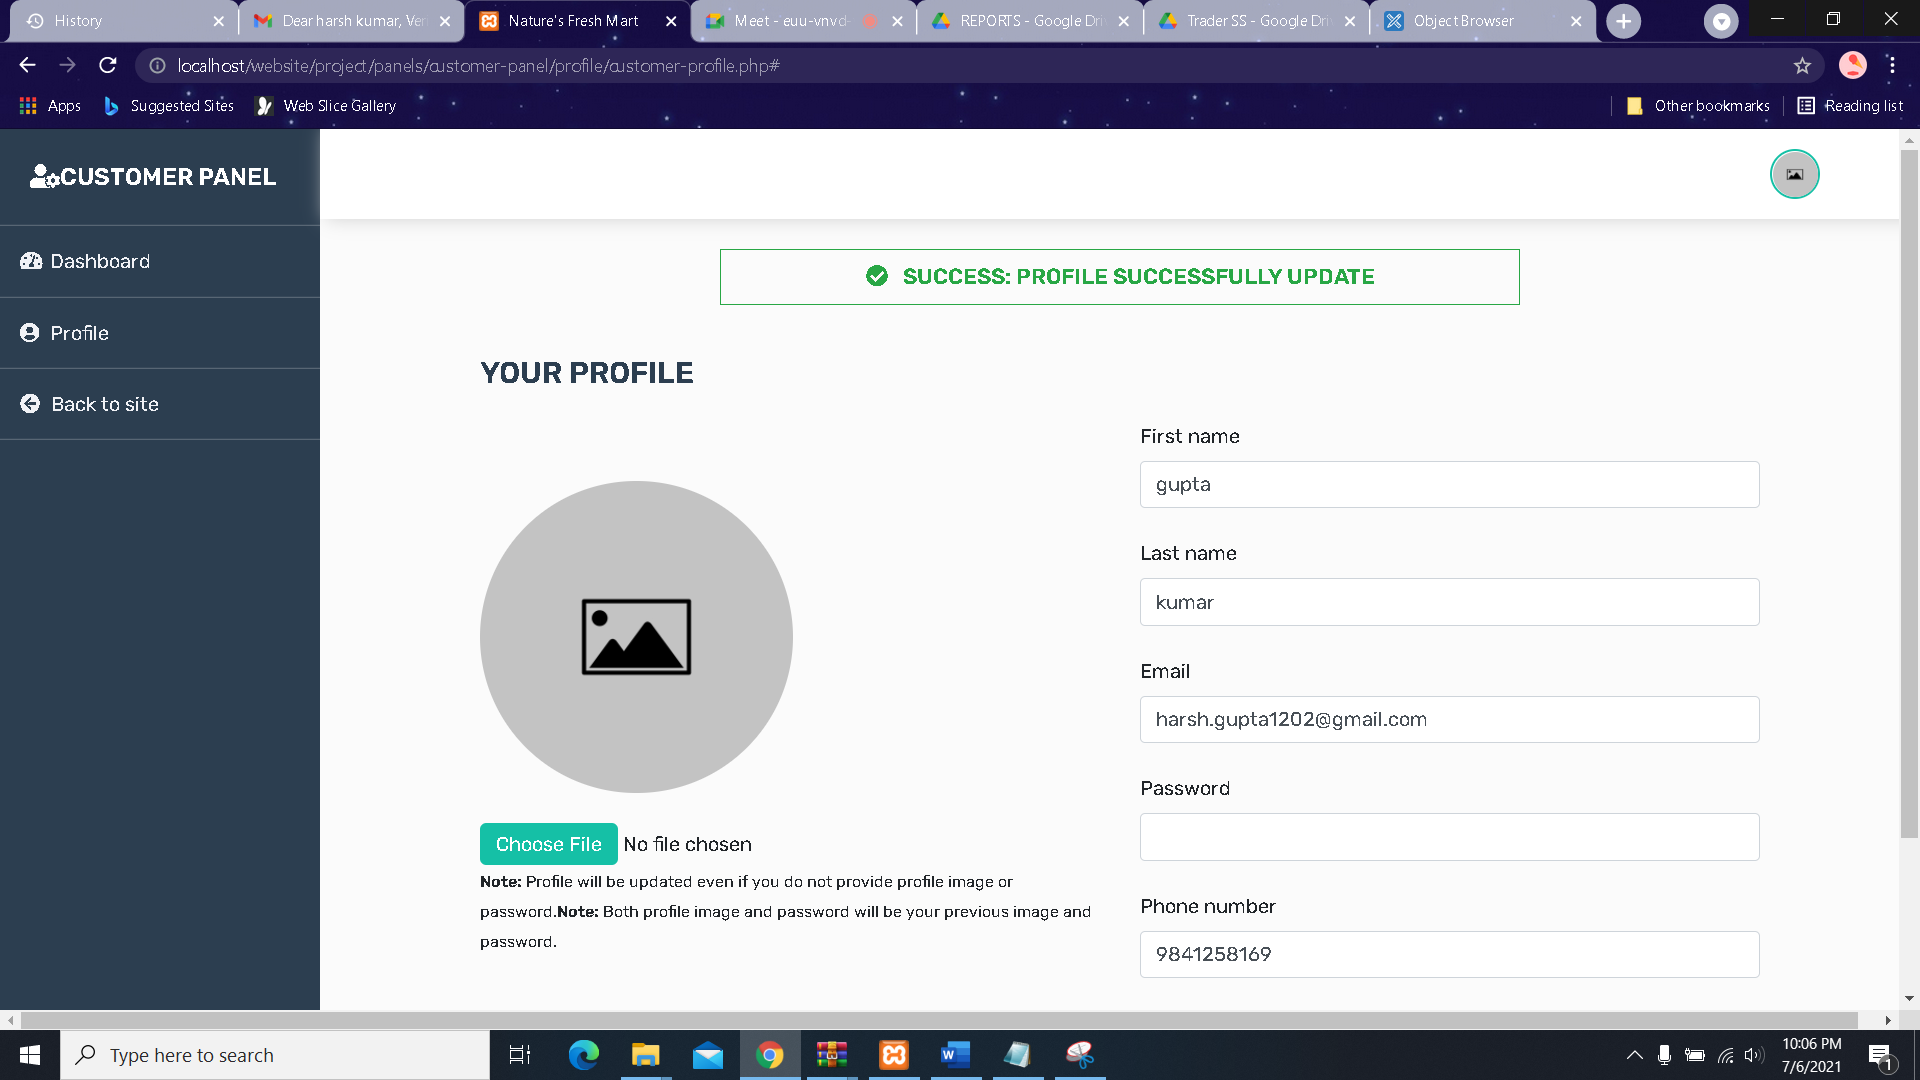 History
Dear harsh kumar, Ver
Nature's Fresh Mart
Meet - euu-vnvd-
REPORTS - Google Dri
Trader SS - Google Dri
Object Browser
localhost/website/project/panels/customer-panel/profile/customer-profile.php#
Apps
Suggested Sites
Web Slice Gallery
Other bookmarks
Reading list
CUSTOMER PANEL
Dashboard
Profile
Back to site
SUCCESS: PROFILE SUCCESSFULLY UPDATE
YOUR PROFILE
First name
gupta
Last name
kumar
Email
harsh.gupta1202@gmail.com
Password
Phone number
9841258169
Choose File No file chosen
Note: Profile will be updated even if you do not provide profile image or
password.Note: Both profile image and password will be your previous image and
password.
Type here to search
10:06 PM
7/6/2021
1